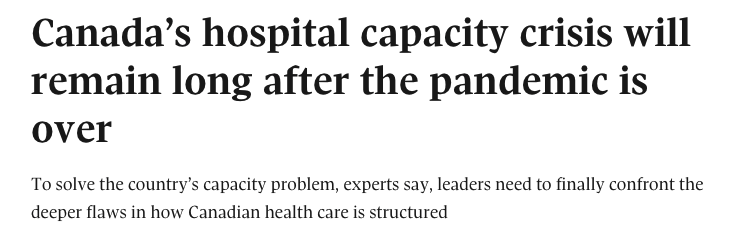 Canada’s hospital capacity crisis will
remain long after the pandemic is
over
To solve the country’s capacity problem, experts say, leaders need to finally confront the
deeper flaws in how Canadian health care is structured